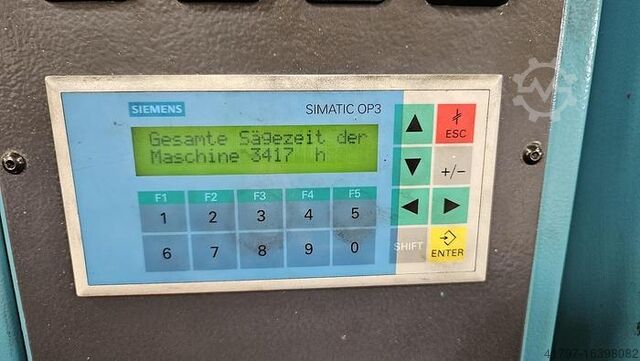 SIEMENS
SIMATIC OP3
Gesamte Sägezeit der
Maschine 3417 h
ESC
+/−
F1 F2 F3 F4 F5
1 2 3 4 5
6 7 8 9 0
SHIFT
ENTER